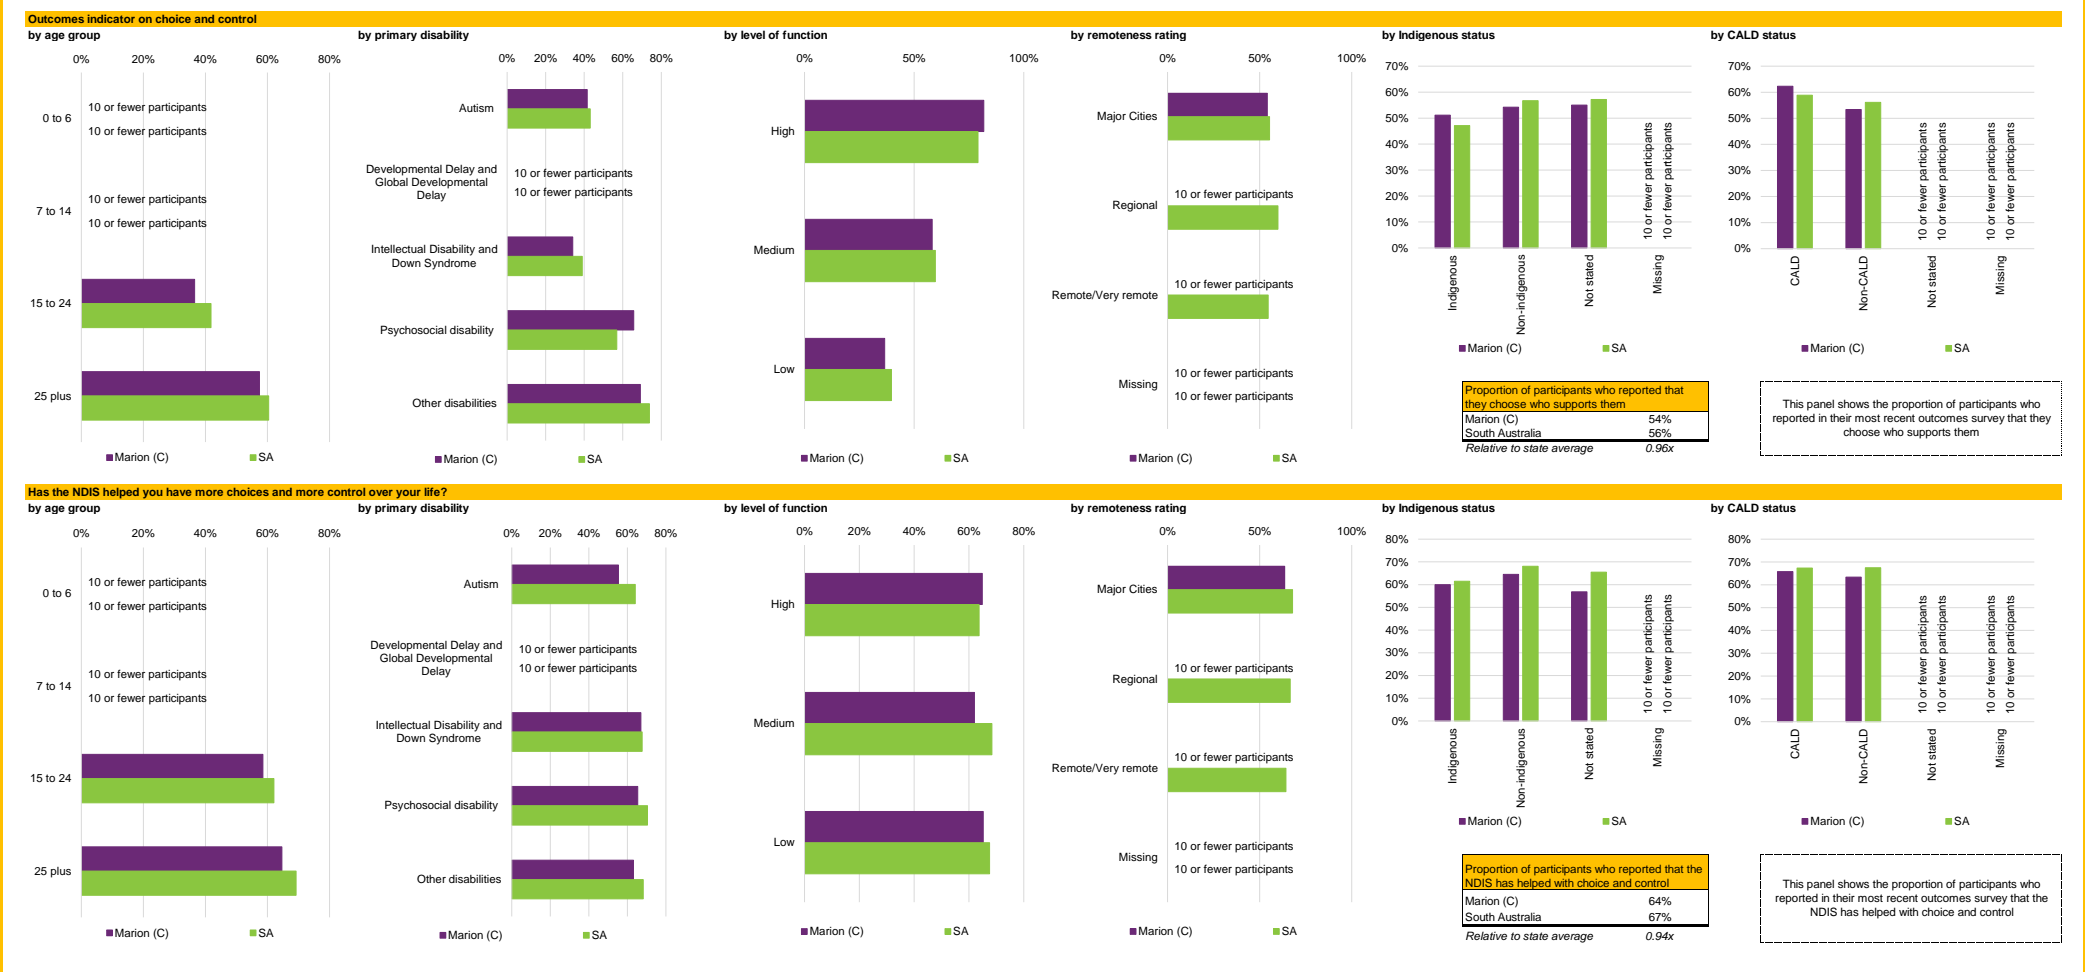 Outcomes indicator on choice and control
by age group
0%
20%
40%
60%
80%
0 to 6
10 or fewer participants
10 or fewer participants
7 to 14
10 or fewer participants
10 or fewer participants
15 to 24
25 plus
Marion (C)
SA
by primary disability
0%
20%
40%
60%
80%
Autism
Developmental Delay and
Global Developmental
Delay
10 or fewer participants
10 or fewer participants
Intellectual Disability and
Down Syndrome
Psychosocial disability
Other disabilities
Marion (C)
SA
by level of function
0%
50%
100%
High
Medium
Low
Marion (C)
SA
by remoteness rating
0%
50%
100%
Major Cities
Regional
10 or fewer participants
Remote/Very remote
10 or fewer participants
Missing
10 or fewer participants
10 or fewer participants
Marion (C)
SA
by Indigenous status
70%
60%
50%
40%
30%
20%
10%
0%
10 or fewer participants
10 or fewer participants
Indigenous
Non-indigenous
Not stated
Missing
Marion (C)
SA
Proportion of participants who reported that
they choose who supports them
Marion (C) 54%
South Australia 56%
Relative to state average 0.96x
by CALD status
70%
60%
50%
40%
30%
20%
10%
0%
10 or fewer participants
10 or fewer participants
10 or fewer participants
10 or fewer participants
CALD
Non-CALD
Not stated
Missing
Marion (C)
SA
This panel shows the proportion of participants who
reported in their most recent outcomes survey that they
choose who supports them
Has the NDIS helped you have more choices and more control over your life?
by age group
0%
20%
40%
60%
80%
0 to 6
10 or fewer participants
10 or fewer participants
7 to 14
10 or fewer participants
10 or fewer participants
15 to 24
25 plus
Marion (C)
SA
by primary disability
0%
20%
40%
60%
80%
Autism
Developmental Delay and
Global Developmental
Delay
10 or fewer participants
10 or fewer participants
Intellectual Disability and
Down Syndrome
Psychosocial disability
Other disabilities
Marion (C)
SA
by level of function
0%
20%
40%
60%
80%
High
Medium
Low
Marion (C)
SA
by remoteness rating
0%
50%
100%
Major Cities
Regional
10 or fewer participants
Remote/Very remote
10 or fewer participants
Missing
10 or fewer participants
10 or fewer participants
Marion (C)
SA
by Indigenous status
80%
70%
60%
50%
40%
30%
20%
10%
0%
10 or fewer participants
10 or fewer participants
Indigenous
Non-indigenous
Not stated
Missing
Marion (C)
SA
Proportion of participants who reported that the
NDIS has helped with choice and control
Marion (C) 64%
South Australia 67%
Relative to state average 0.94x
by CALD status
80%
70%
60%
50%
40%
30%
20%
10%
0%
10 or fewer participants
10 or fewer participants
10 or fewer participants
10 or fewer participants
CALD
Non-CALD
Not stated
Missing
Marion (C)
SA
This panel shows the proportion of participants who
reported in their most recent outcomes survey that the
NDIS has helped with choice and control